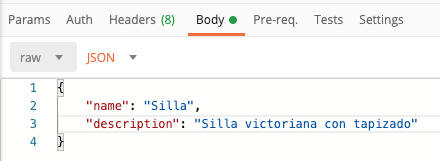 Params Auth Headers (8) Body Pre-req. Tests Settings
raw JSON
1 {
2 "name": "Silla",
3 "description": "Silla victoriana con tapizado"
4 }